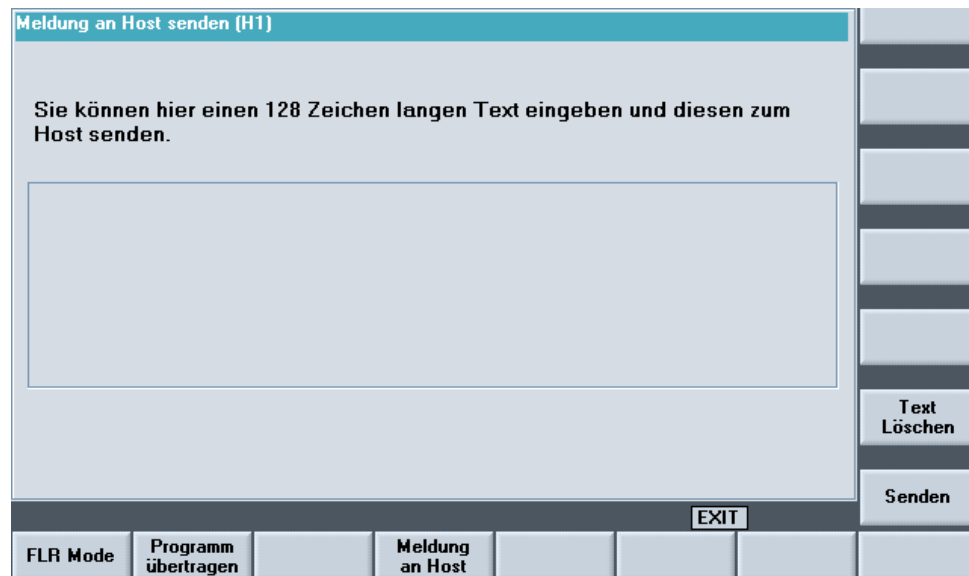 Meldung an Host senden (H1)
Sie können hier einen 128 Zeichen langen Text eingeben und diesen zum
Host senden.
Text
Löschen
Senden
EXIT
FLR Mode
Programm
übertragen
Meldung
an Host